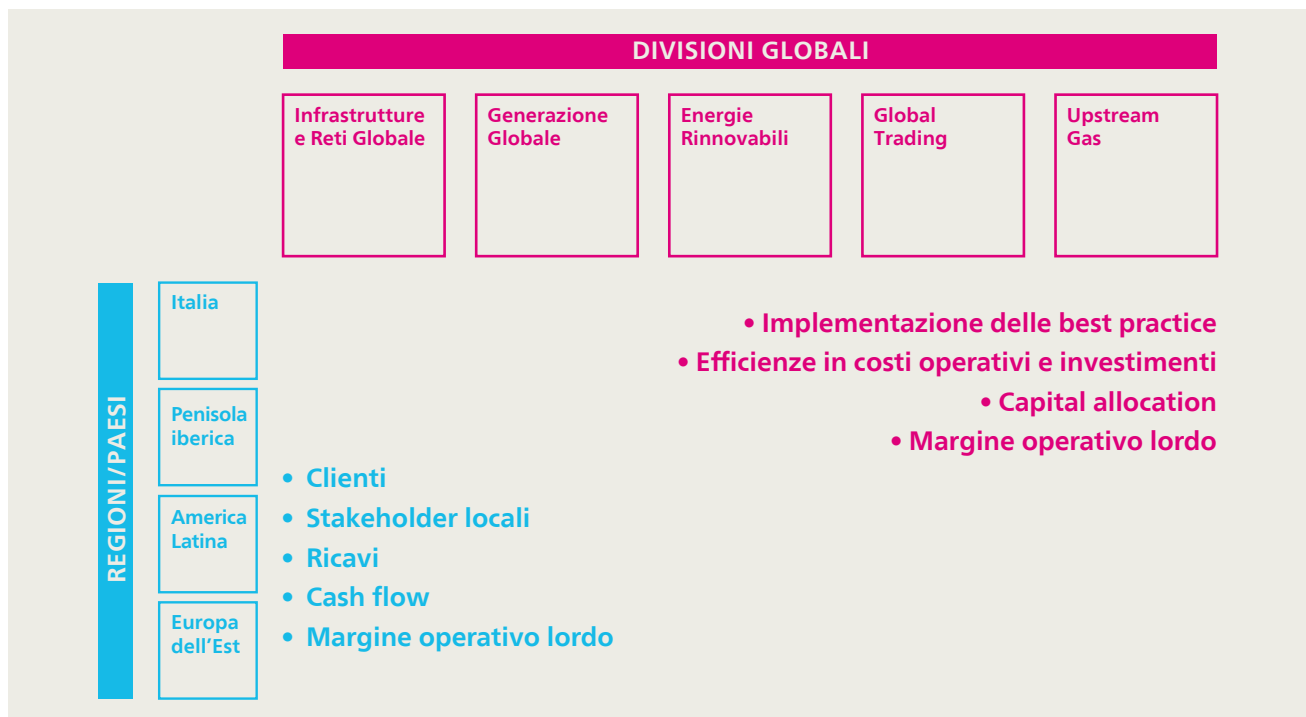 DIVISIONI GLOBALI
Infrastrutture
e Reti Globale
Generazione
Globale
Energie
Rinnovabili
Global
Trading
Upstream
Gas
REGIONI/PAESI
Italia
Penisola
iberica
America
Latina
Europa
dell’Est
• Implementazione delle best practice
• Efficienze in costi operativi e investimenti
• Capital allocation
• Margine operativo lordo
• Clienti
• Stakeholder locali
• Ricavi
• Cash flow
• Margine operativo lordo